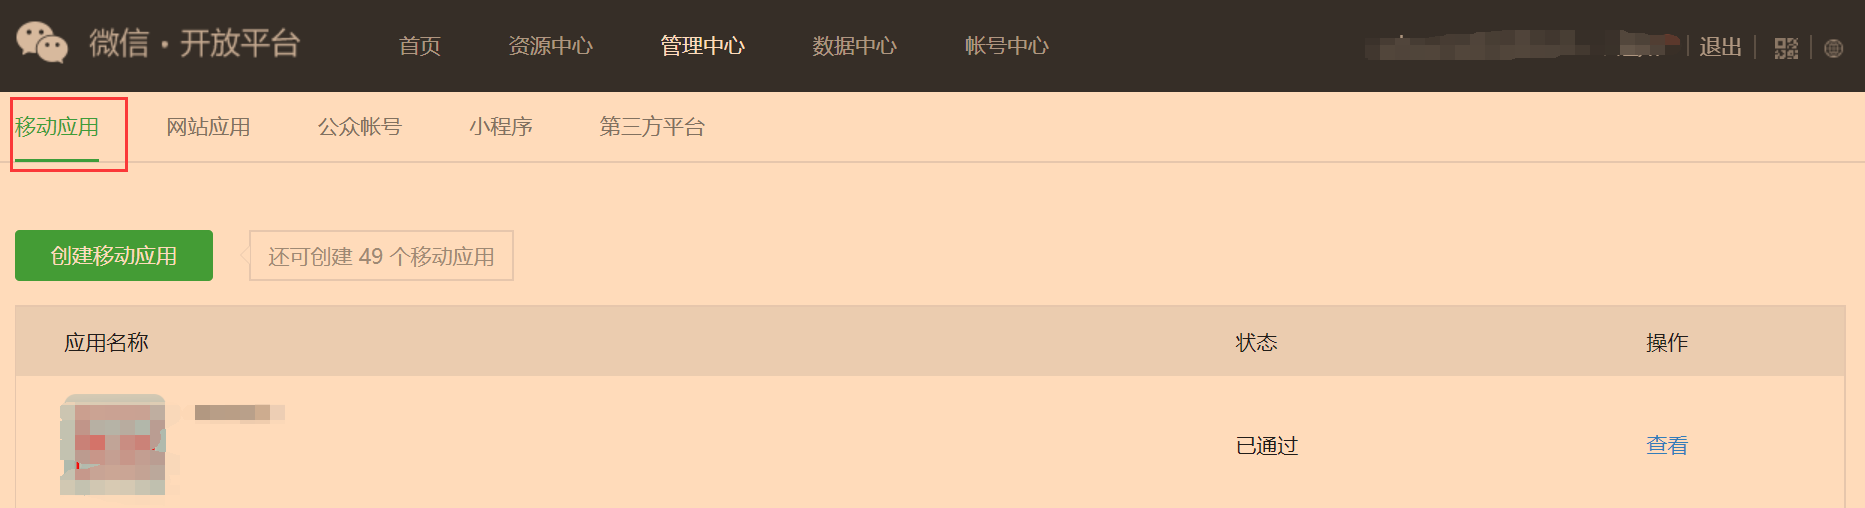 微信·开放平台 首页 资源中心 管理中心 数据中心 帐号中心 退出
移动应用 网站应用 公众帐号 小程序 第三方平台
创建移动应用 还可创建 49 个移动应用
应用名称 状态 操作
已通过 查看